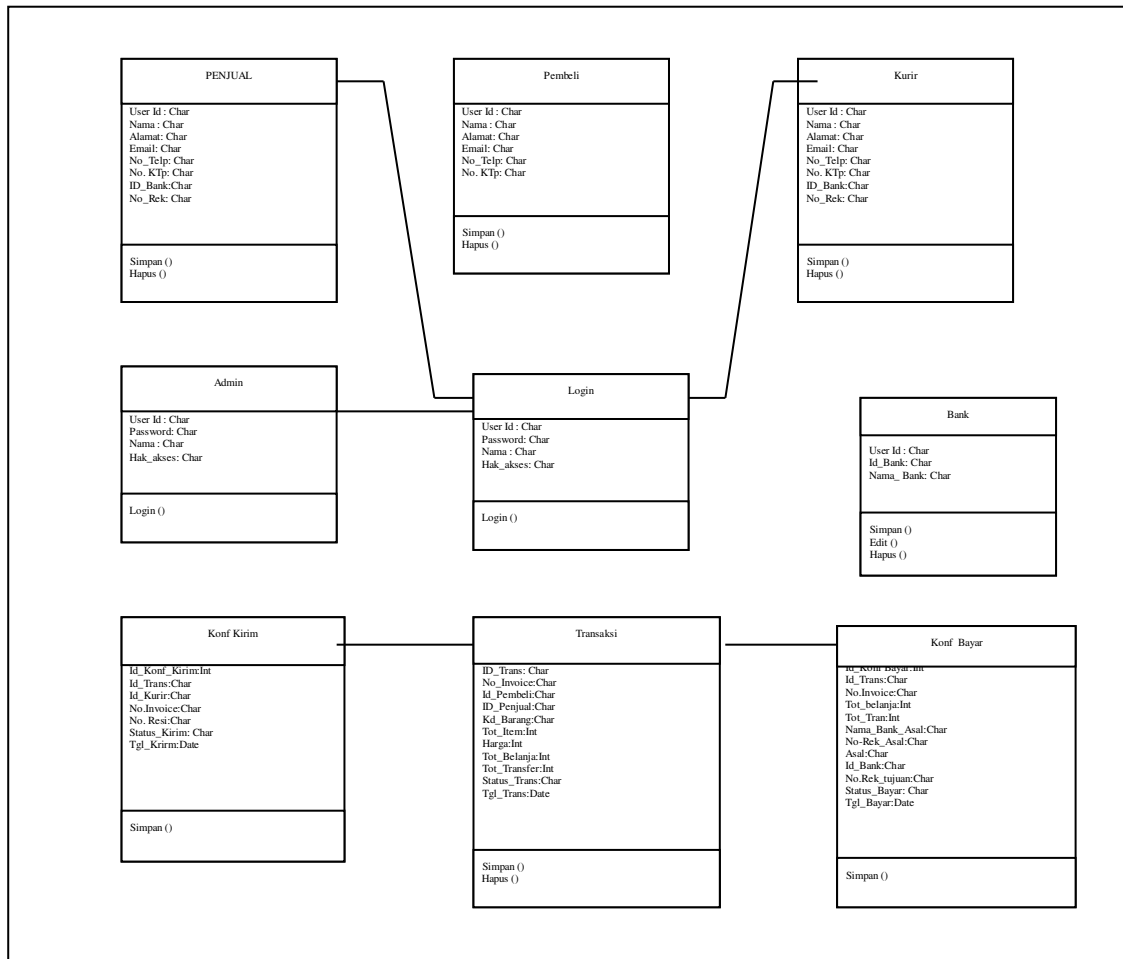 PENJUAL
User Id : Char
Nama : Char
Alamat: Char
Email: Char
No_Telp: Char
No. KTp: Char
ID_Bank:Char
No_Rek: Char
Simpan ()
Hapus ()
Pembeli
User Id : Char
Nama : Char
Alamat: Char
Email: Char
No_Telp: Char
No. KTp: Char
Simpan ()
Hapus ()
Kurir
User Id : Char
Nama : Char
Alamat: Char
Email: Char
No_Telp: Char
No. KTp: Char
ID_Bank:Char
No_Rek: Char
Simpan ()
Hapus ()
Admin
User Id : Char
Password: Char
Nama : Char
Hak_akses: Char
Login ()
Login
User Id : Char
Password: Char
Nama : Char
Hak_akses: Char
Login ()
Bank
User Id : Char
Id_Bank: Char
Nama_ Bank: Char
Simpan ()
Edit ()
Hapus ()
Konf Kirim
Id_Konf_Kirim:Int
Id_Trans:Char
Id_Kurir:Char
No.Invoice:Char
No. Resi:Char
Status_Kirim: Char
Tgl_Krirm:Date
Simpan ()
Transaksi
ID_Trans: Char
No_Invoice:Char
Id_Pembeli:Char
ID_Penjual:Char
Kd_Barang:Char
Tot_Item:Int
Harga:Int
Tot_Belanja:Int
Tot_Transfer:Int
Status_Trans:Char
Tgl_Trans:Date
Simpan ()
Hapus ()
Konf Bayar
Id_Konf Bayar:Int
Id_Trans:Char
No.Invoice:Char
Tot_belanja:Int
Tot_Tran:Int
Nama_Bank_Asal:Char
No-Rek_Asal:Char
Asal:Char
Id_Bank:Char
No.Rek_tujuan:Char
Status_Bayar: Char
Tgl_Bayar:Date
Simpan ()